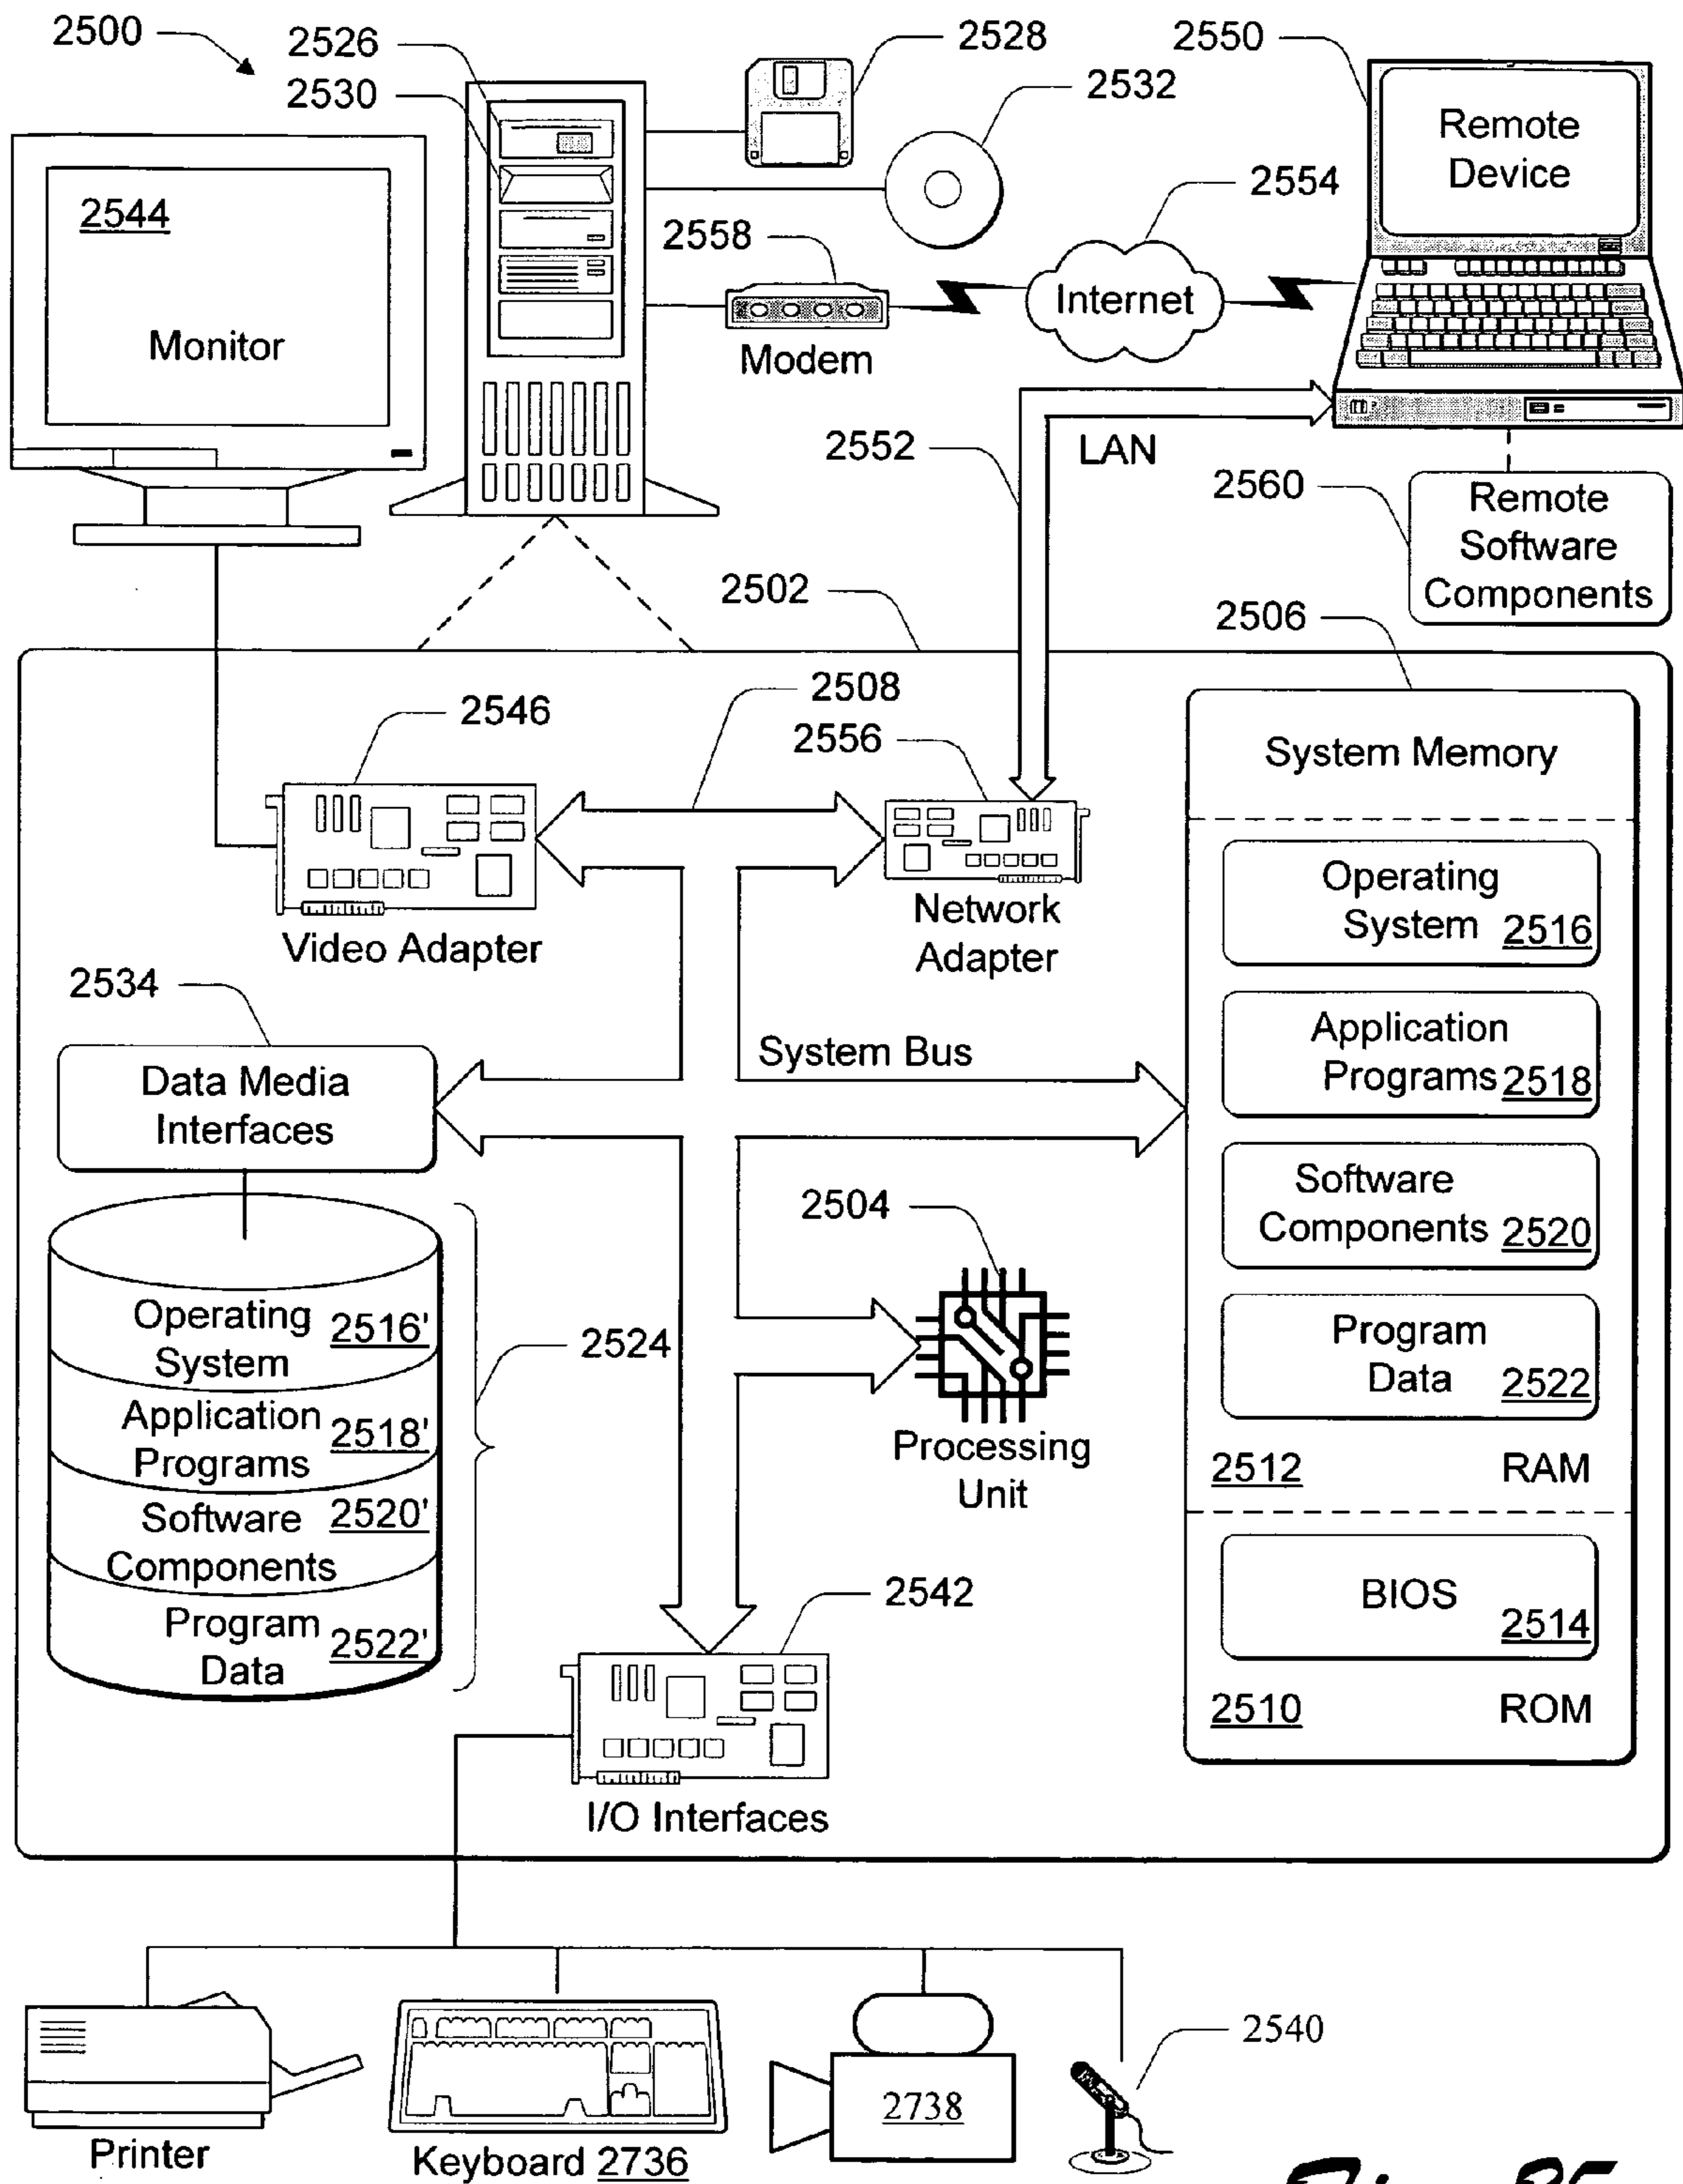 2500
2526
2530
2528
2532
2550
Remote
Device
2544
Monitor
2558
Modem
2554
Internet
2552
LAN
2560
Remote
Software
Components
2502
2506
2546
2508
2556
Video Adapter
Network
Adapter
System Memory
Operating
System 2516
Application
Programs 2518
Software
Components 2520
Program
Data 2522
2512 RAM
BIOS
2514
2510 ROM
2534
Data Media
Interfaces
System Bus
2504
Processing
Unit
Operating
System 2516'
Application
Programs 2518'
Software 2520'
Components
Program
Data 2522'
2524
2542
I/O Interfaces
Printer
Keyboard 2736
2738
2540